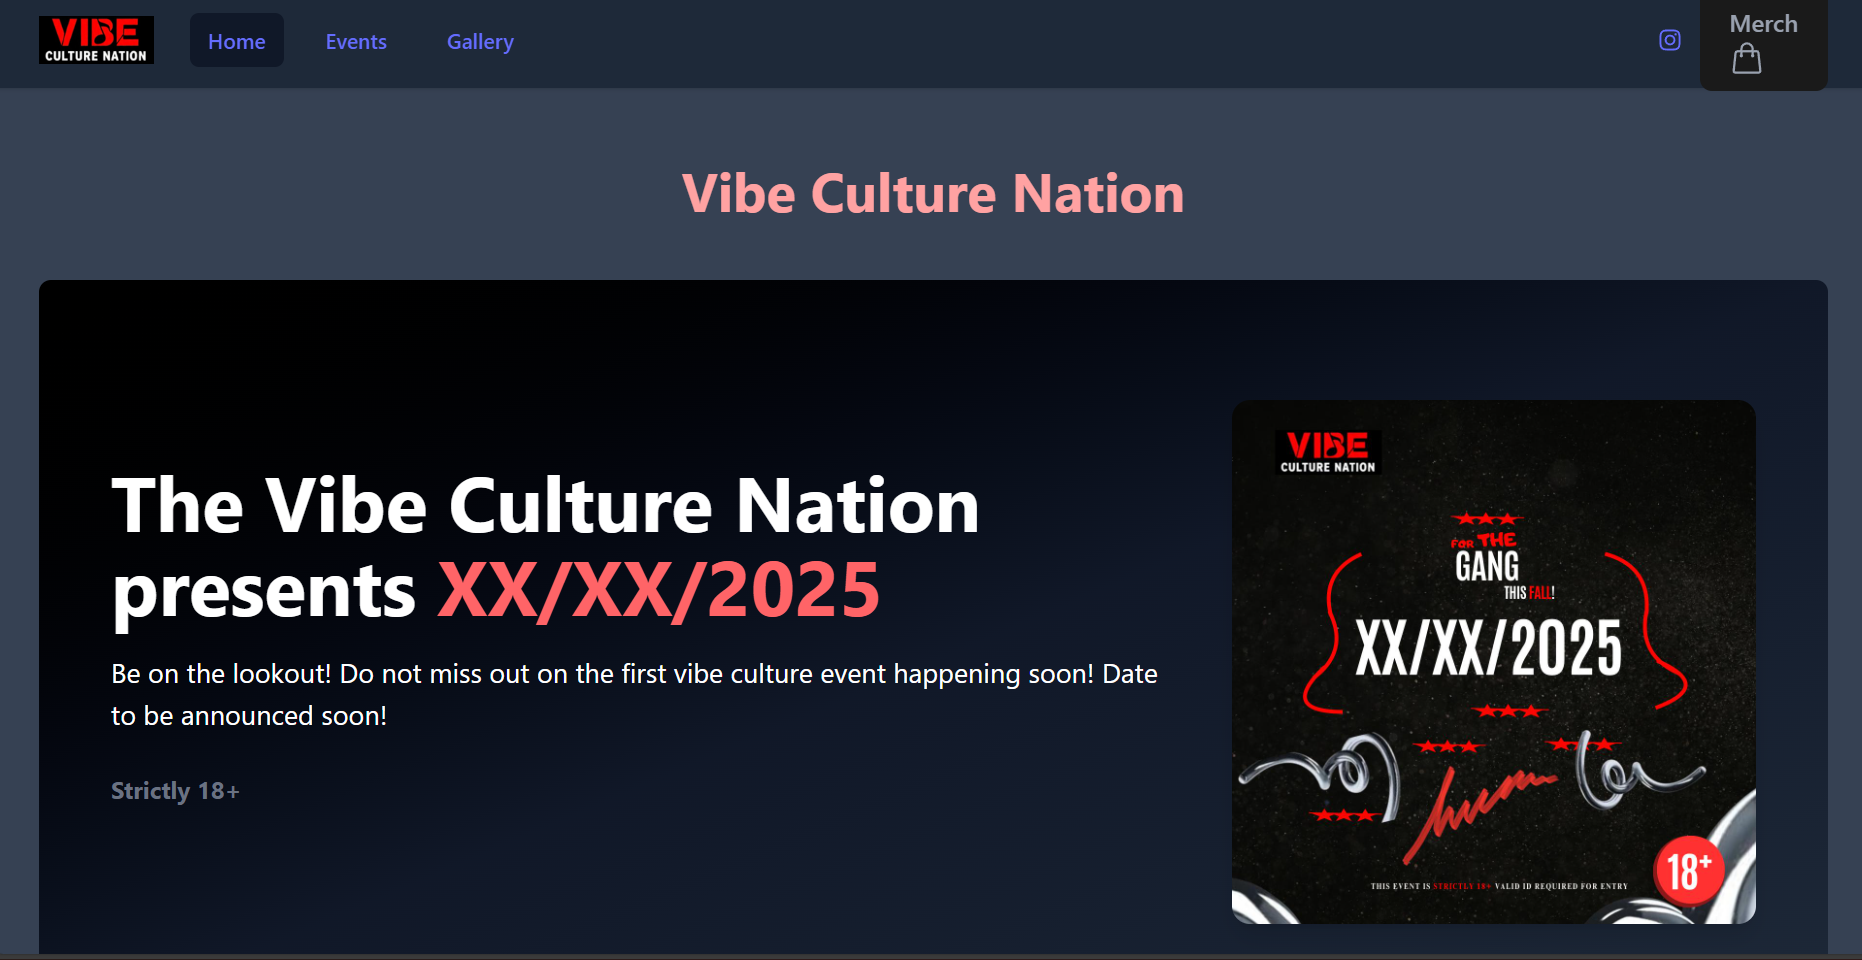 VIBE
CULTURE NATION
Home
Events
Gallery
Merch
Vibe Culture Nation
The Vibe Culture Nation
presents XX/XX/2025
Be on the lookout! Do not miss out on the first vibe culture event happening soon! Date
to be announced soon!
Strictly 18+
VIBE
CULTURE NATION
FOR THE
GANG
THIS FALL!
XX/XX/2025
18+
THIS EVENT IS STRICTLY 18+ VALID ID REQUIRED FOR ENTRY